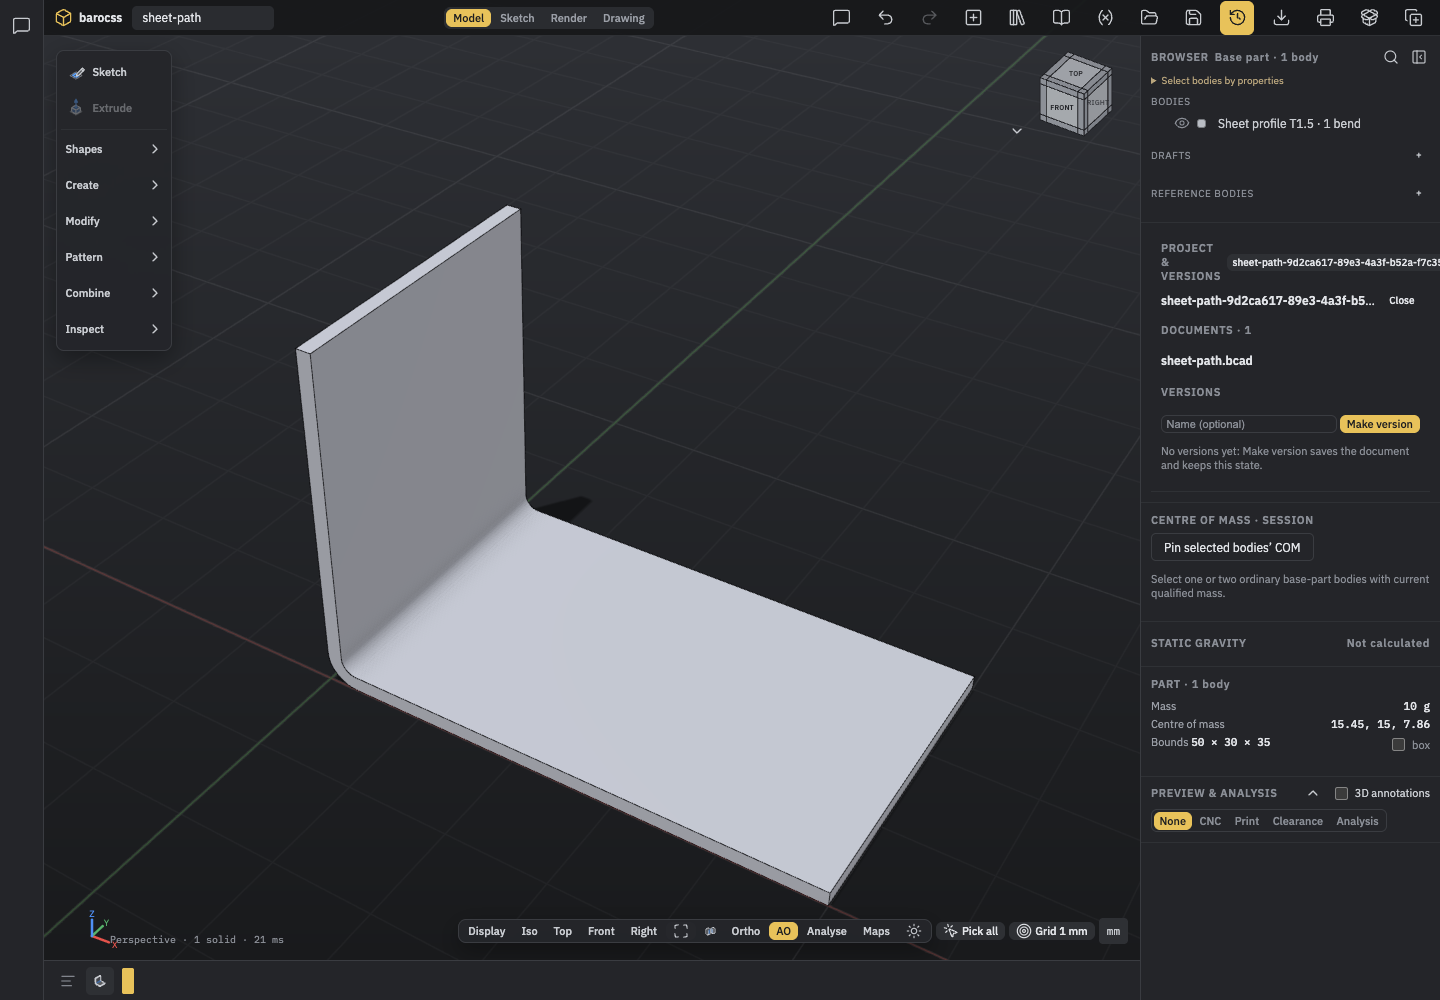 barocss
sheet-path
Model
Sketch
Render
Drawing
Sketch
Extrude
Shapes
Create
Modify
Pattern
Combine
Inspect
TOP
FRONT
RIGHT
BROWSER Base part · 1 body
Select bodies by properties
BODIES
Sheet profile T1.5 · 1 bend
DRAFTS
+
REFERENCE BODIES
+
PROJECT & VERSIONS
sheet-path-9d2ca617-89e3-4a3f-b52a-f7c35
sheet-path-9d2ca617-89e3-4a3f-b5...
Close
DOCUMENTS · 1
sheet-path.bcad
VERSIONS
Name (optional)
Make version
No versions yet: Make version saves the document
and keeps this state.
CENTRE OF MASS · SESSION
Pin selected bodies’ COM
Select one or two ordinary base-part bodies with current
qualified mass.
STATIC GRAVITY
Not calculated
PART · 1 body
Mass 10 g
Centre of mass 15.45, 15, 7.86
Bounds 50 × 30 × 35
box
PREVIEW & ANALYSIS
3D annotations
None
CNC
Print
Clearance
Analysis
Z
Y
X
Perspective · 1 solid · 21 ms
Display
Iso
Top
Front
Right
Ortho
AO
Analyse
Maps
Pick all
Grid 1 mm
mm